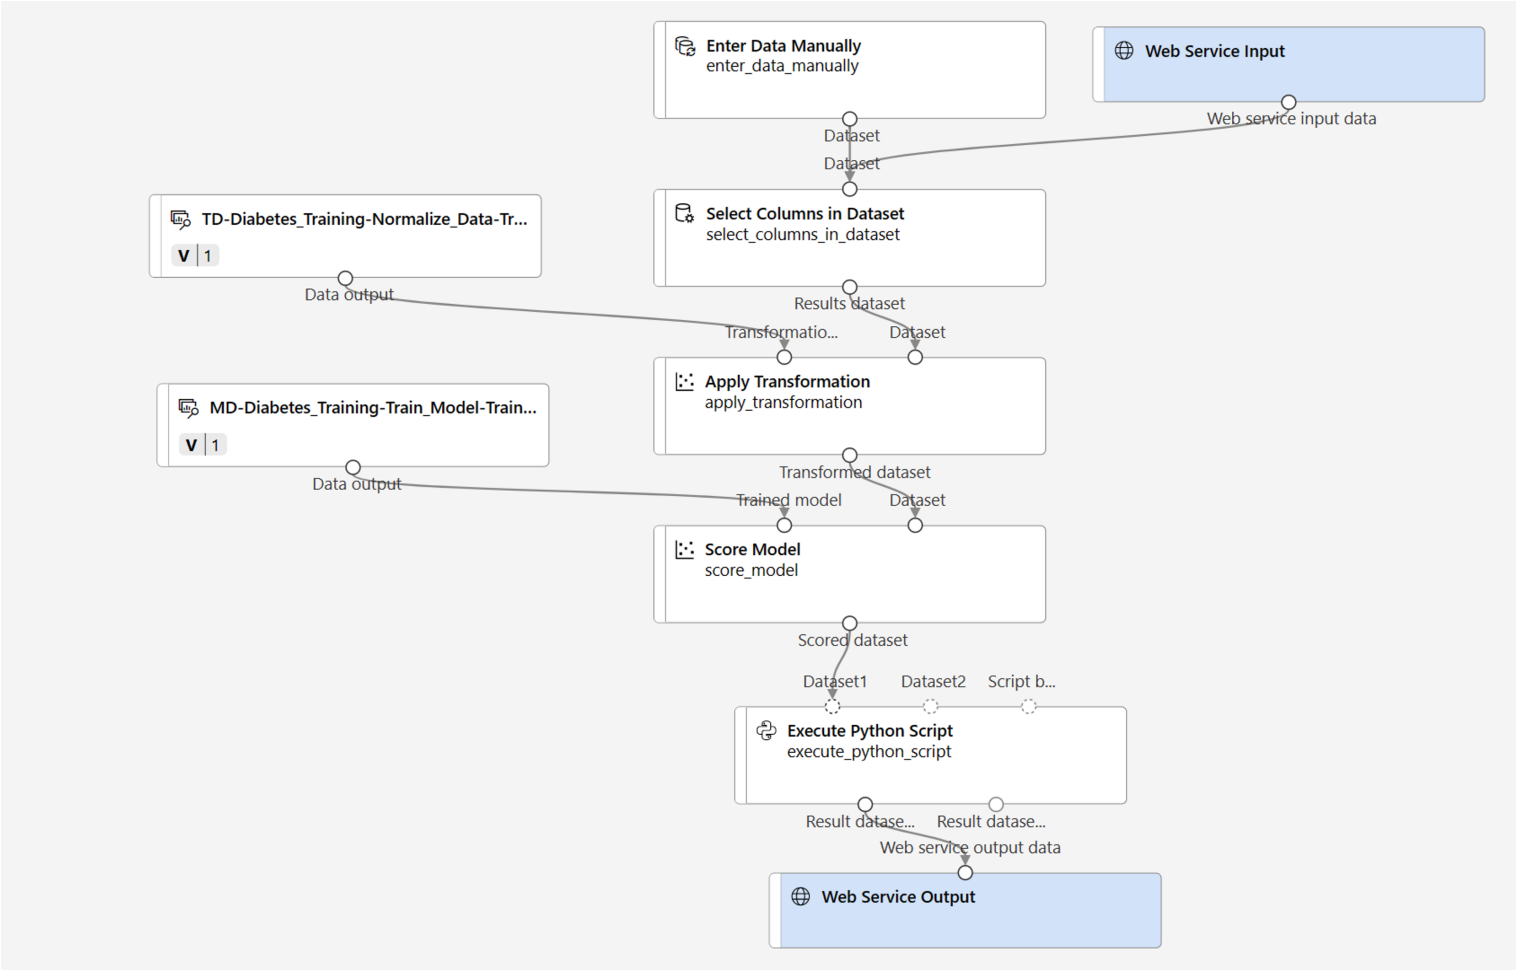 Enter Data Manually
enter_data_manually
Web Service Input
Dataset
Web service input data
Dataset
TD-Diabetes_Training-Normalize_Data-Tr...
V 1
Data output
Select Columns in Dataset
select_columns_in_dataset
Results dataset
Transformatio...
Dataset
MD-Diabetes_Training-Train_Model-Train...
V 1
Data output
Apply Transformation
apply_transformation
Transformed dataset
Trained model
Dataset
Score Model
score_model
Scored dataset
Dataset1
Dataset2
Script b...
Execute Python Script
execute_python_script
Result datase...
Result datase...
Web service output data
Web Service Output